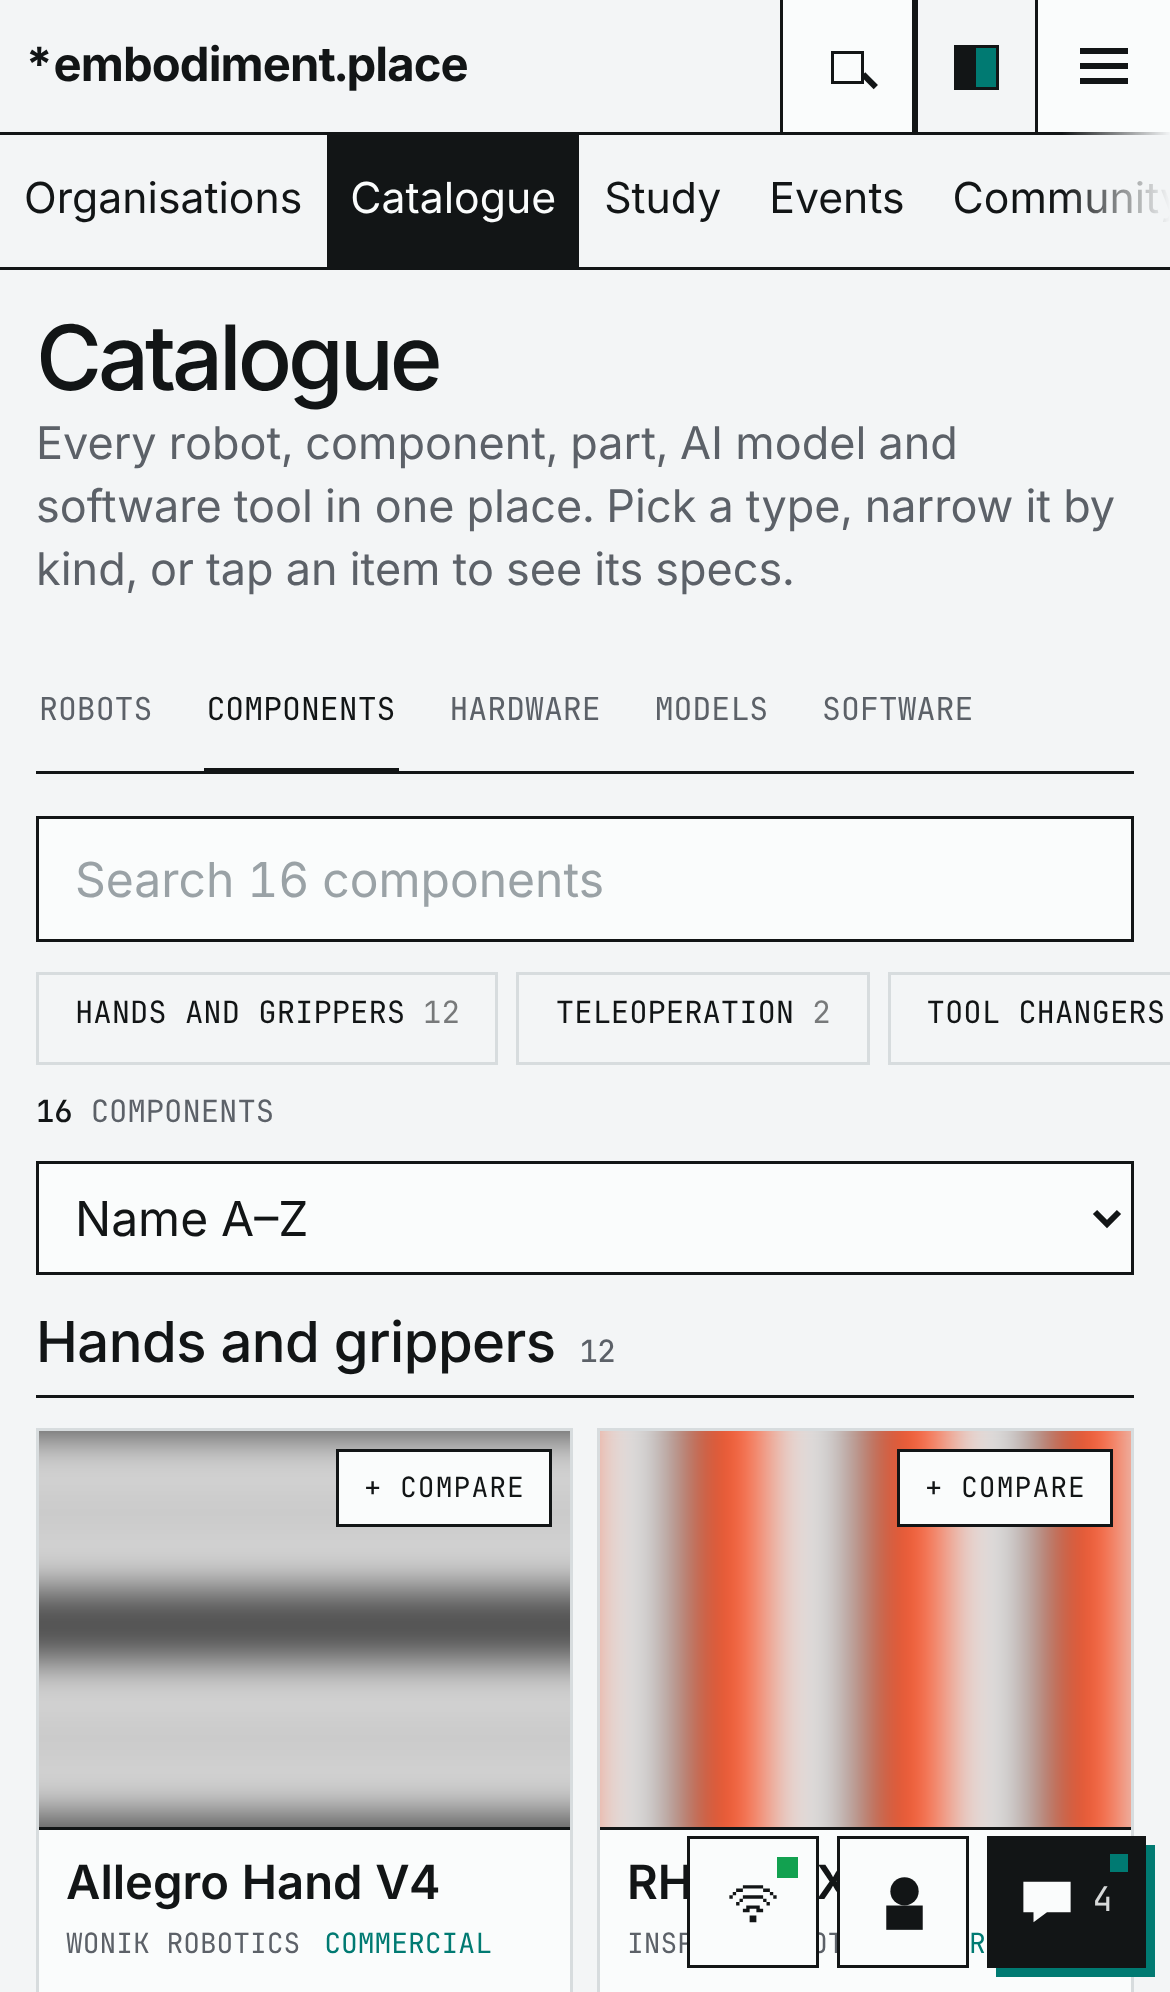 *embodiment.place
Organisations Catalogue Study Events Community
Catalogue
Every robot, component, part, AI model and
software tool in one place. Pick a type, narrow it by
kind, or tap an item to see its specs.
ROBOTS COMPONENTS HARDWARE MODELS SOFTWARE
Search 16 components
HANDS AND GRIPPERS 12 TELEOPERATION 2 TOOL CHANGERS
16 COMPONENTS
Name A–Z
Hands and grippers 12
+ COMPARE + COMPARE
Allegro Hand V4
WONIK ROBOTICS COMMERCIAL
4